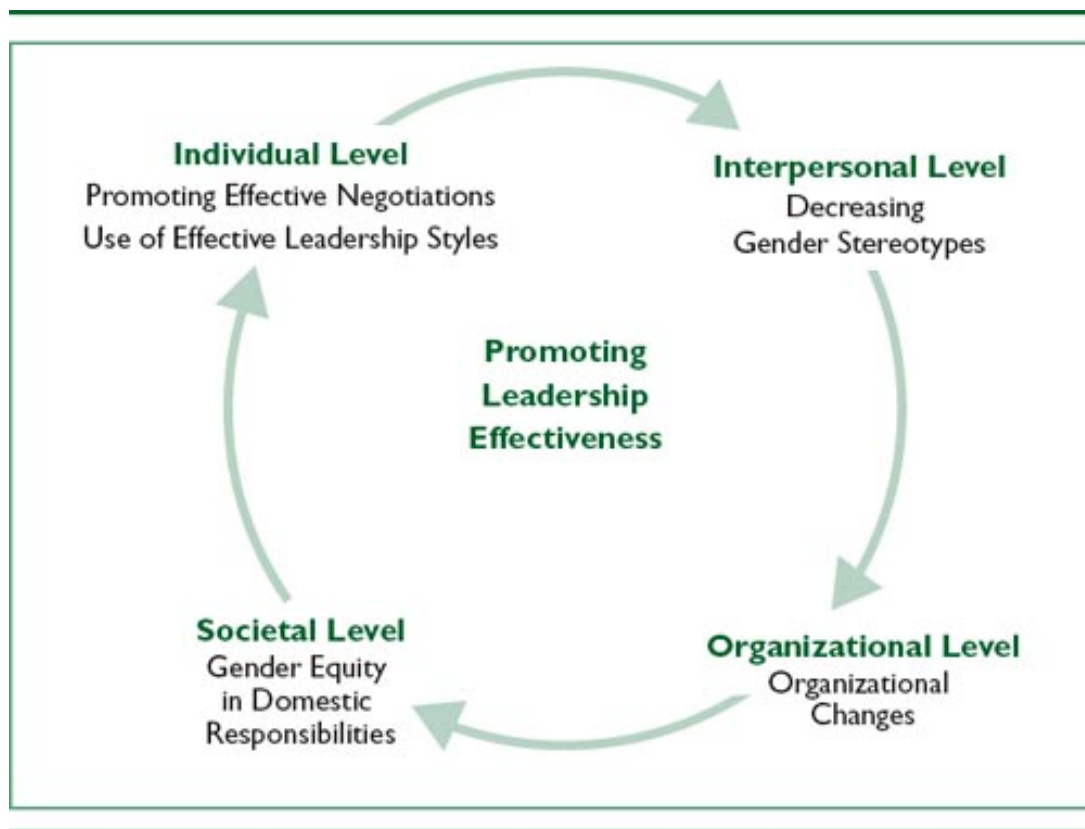 Individual Level
Promoting Effective Negotiations
Use of Effective Leadership Styles
Interpersonal Level
Decreasing
Gender Stereotypes
Promoting
Leadership
Effectiveness
Societal Level
Gender Equity
in Domestic
Responsibilities
Organizational Level
Organizational
Changes